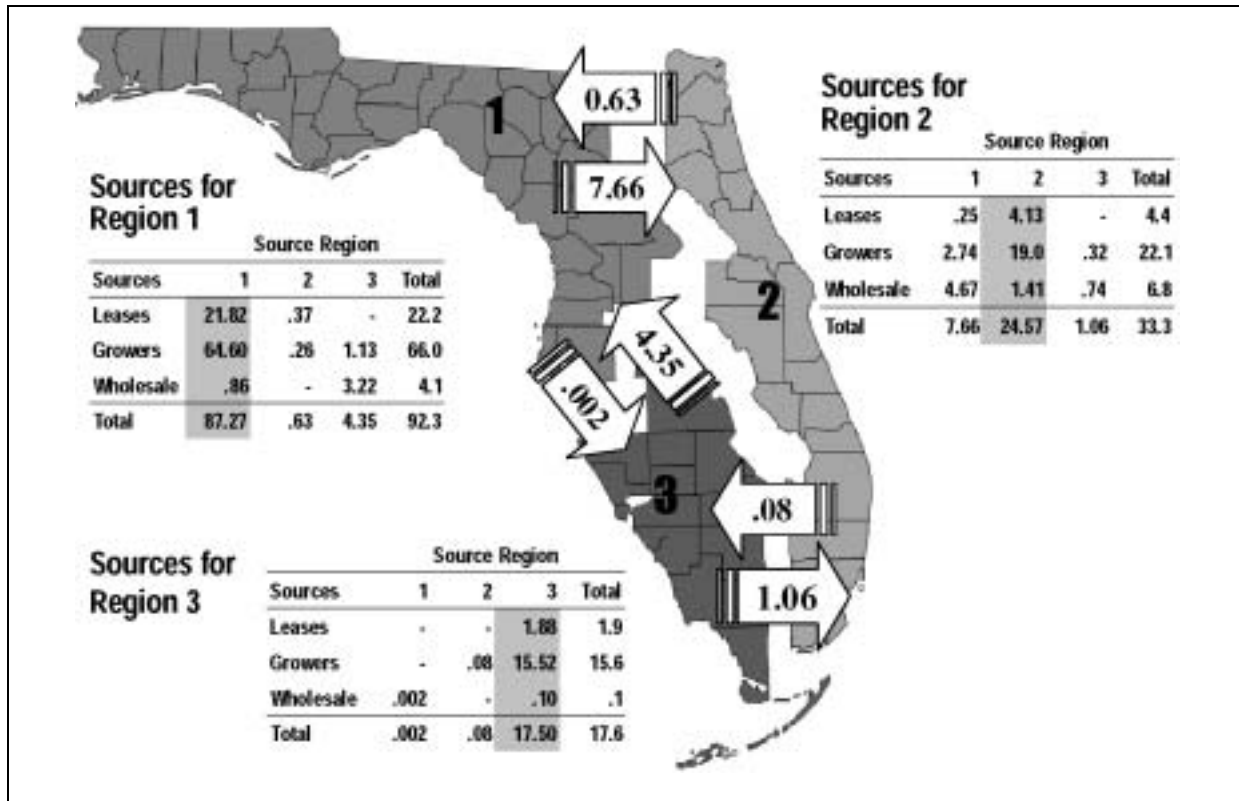 1
0.63
7.66
Sources for
Region 2
Source Region
Sources 1 2 3 Total
Leases .25 4.13 - 4.4
Growers 2.74 19.0 .32 22.1
Wholesale 4.67 1.41 .74 6.8
Total 7.66 24.57 1.06 33.3
Sources for
Region 1
Source Region
Sources 1 2 3 Total
Leases 21.82 .37 - 22.2
Growers 64.60 .26 1.13 66.0
Wholesale .86 - 3.22 4.1
Total 87.27 .63 4.35 92.3
2
4.35
.002
3
.08
1.06
Sources for
Region 3
Source Region
Sources 1 2 3 Total
Leases - - 1.88 1.9
Growers - .08 15.52 15.6
Wholesale .002 - .10 .1
Total .002 .08 17.50 17.6